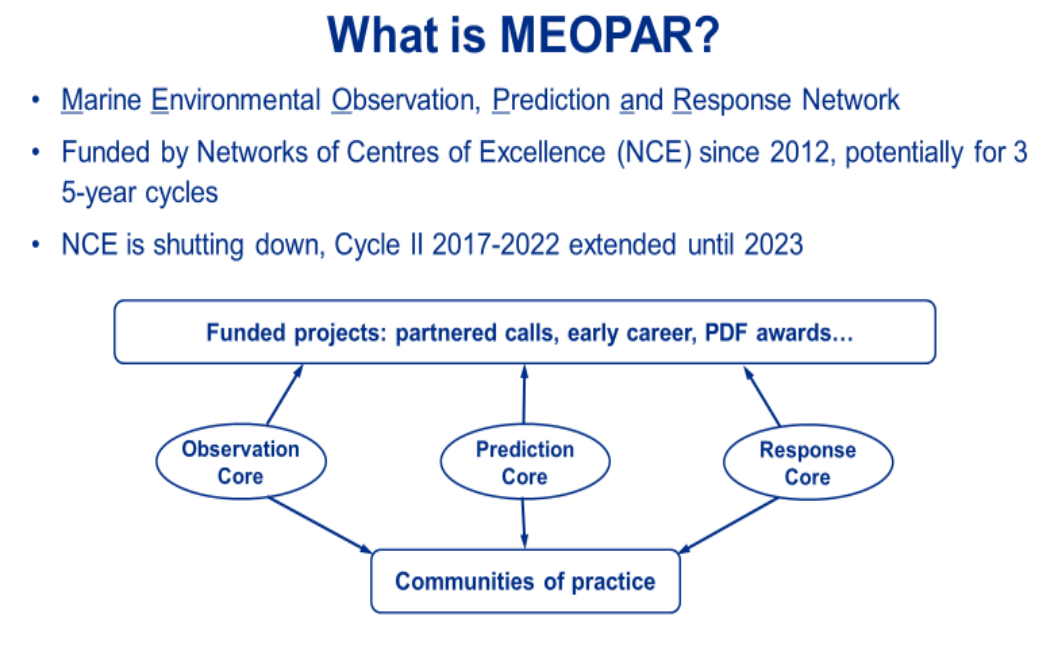 What is MEOPAR?
• Marine Environmental Observation, Prediction and Response Network
• Funded by Networks of Centres of Excellence (NCE) since 2012, potentially for 3
5-year cycles
• NCE is shutting down, Cycle II 2017-2022 extended until 2023
Funded projects: partnered calls, early career, PDF awards...
Observation
Core
Prediction
Core
Response
Core
Communities of practice